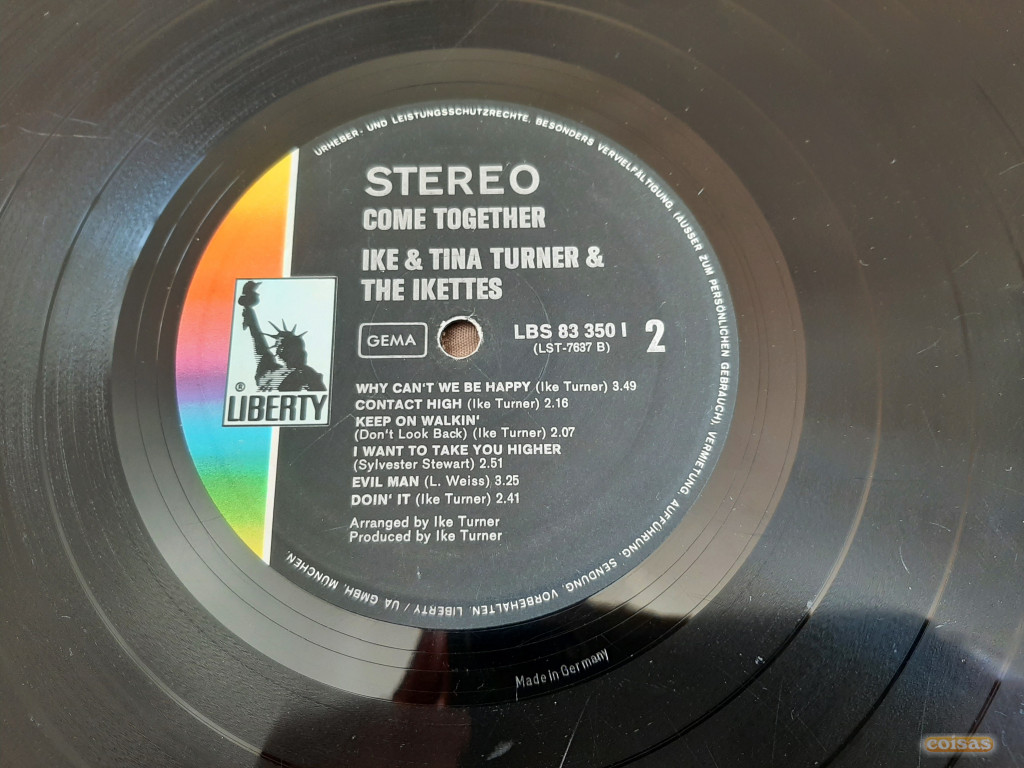 URHEBER- UND LEISTUNGSSCHUTZRECHTE. BESONDERS VERVIELFÄLTIGUNG, (AUSSER ZUM PERSÖNLICHEN GEBRAUCH), VERMIETUNG, AUFFÜHRUNG, SENDUNG, VORBEHALTEN. LIBERTY / UA GMBH, MÜNCHEN.
STEREO
COME TOGETHER
IKE & TINA TURNER &
THE IKETTES
GEMA
LBS 83 350 I
(LST-7637 B)
2
® LIBERTY
WHY CAN'T WE BE HAPPY (Ike Turner) 3.49
CONTACT HIGH (Ike Turner) 2.16
KEEP ON WALKIN'
(Don't Look Back) (Ike Turner) 2.07
I WANT TO TAKE YOU HIGHER
(Sylvester Stewart) 2.51
EVIL MAN (L. Weiss) 3.25
DOIN' IT (Ike Turner) 2.41
Arranged by Ike Turner
Produced by Ike Turner
Made in Germany
coisas